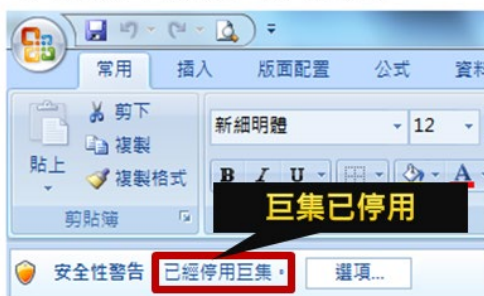 常用 插入 版面配置 公式 資料
剪下
複製
複製格式
貼上
剪貼簿
新細明體 12
B I U A
巨集已停用
安全性警告 已經停用巨集。 選項...